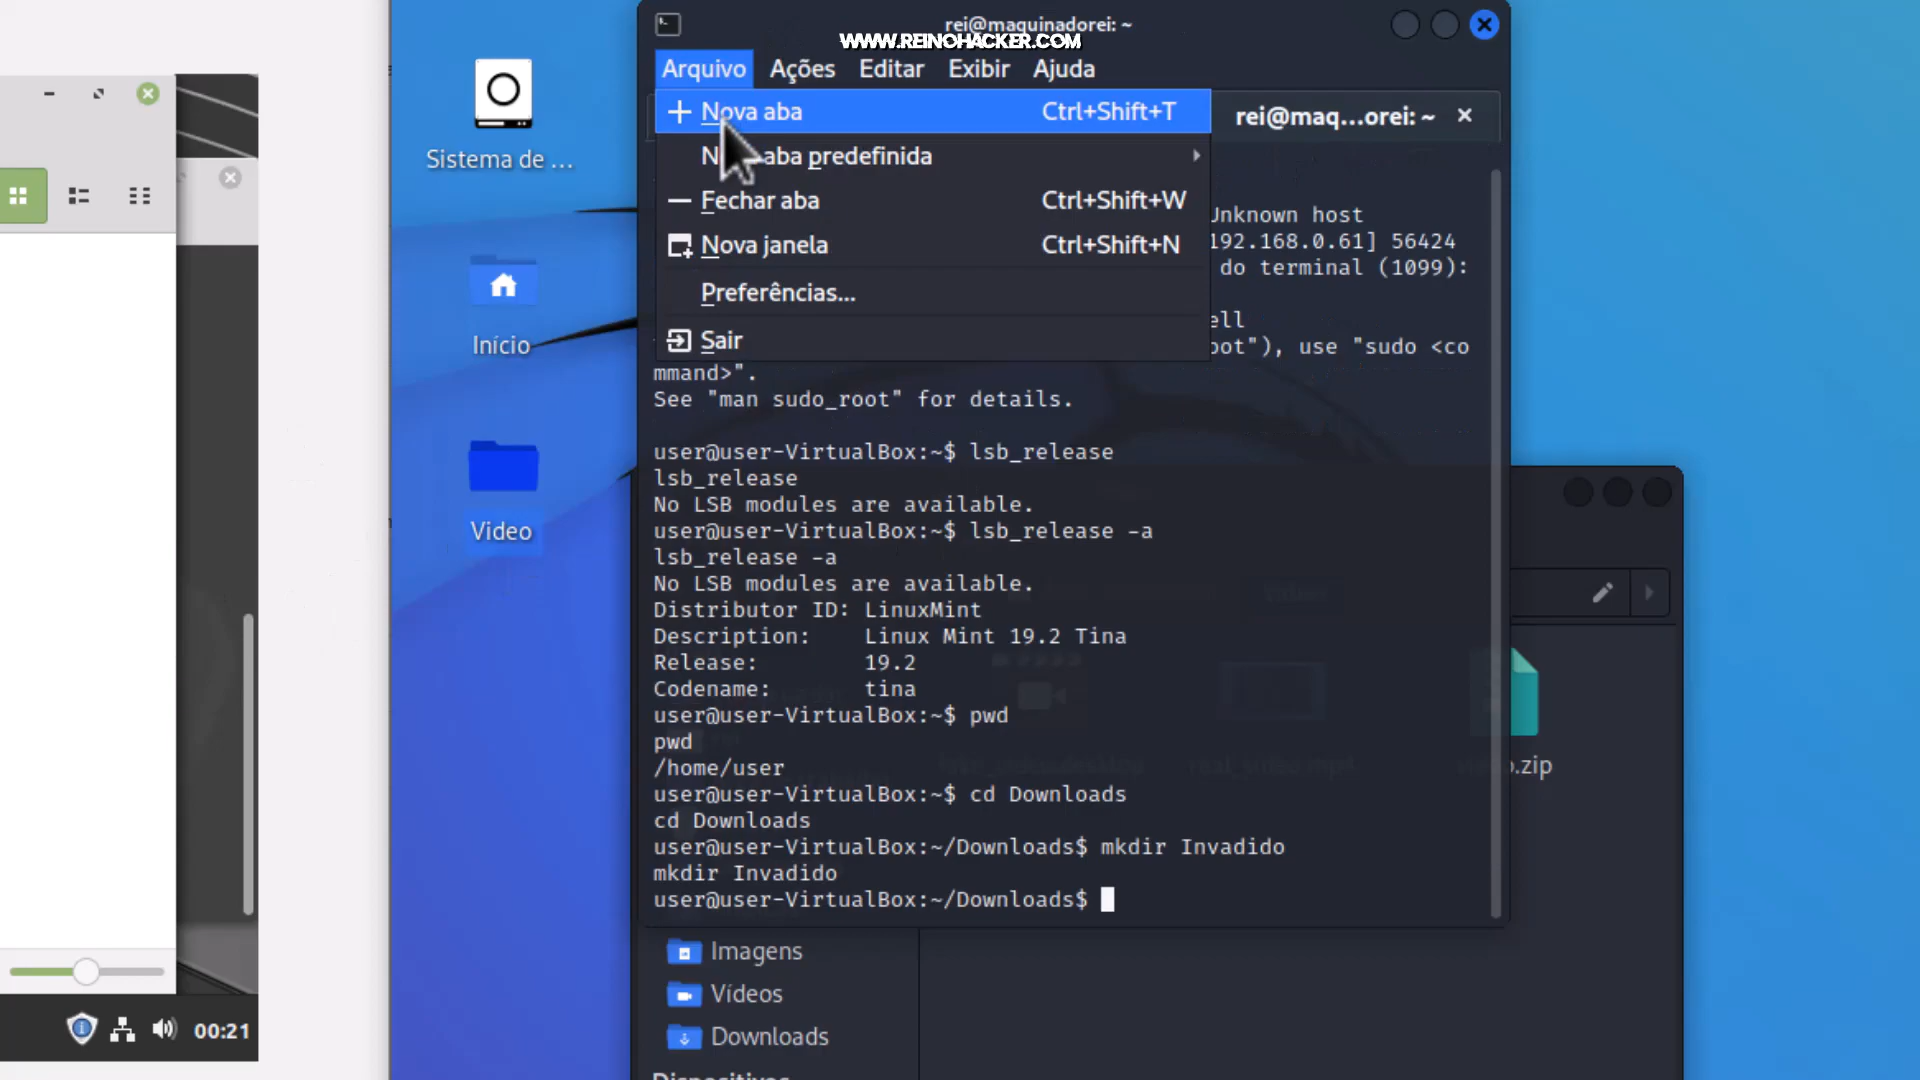 rei@maquinadorei: ~
WWW.REINOHACKER.COM
Arquivo Ações Editar Exibir Ajuda
Nova aba Ctrl+Shift+T
rei@maq...orei: ~
aba predefinida
Fechar aba Ctrl+Shift+W
Nova janela Ctrl+Shift+N
Preferências...
Sair
Unknown host
192.168.0.61] 56424
do terminal (1099):
ell
oot"), use "sudo <co
mmand>".
See "man sudo_root" for details.
user@user-VirtualBox:~$ lsb_release
lsb_release
No LSB modules are available.
user@user-VirtualBox:~$ lsb_release -a
lsb_release -a
No LSB modules are available.
Distributor ID: LinuxMint
Description: Linux Mint 19.2 Tina
Release: 19.2
Codename: tina
user@user-VirtualBox:~$ pwd
pwd
/home/user
user@user-VirtualBox:~$ cd Downloads
cd Downloads
user@user-VirtualBox:~/Downloads$ mkdir Invadido
mkdir Invadido
user@user-VirtualBox:~/Downloads$
Sistema de ...
Início
Video
real_video.mp4
o.zip
Imagens
Vídeos
Downloads
Dispositivos
00:21